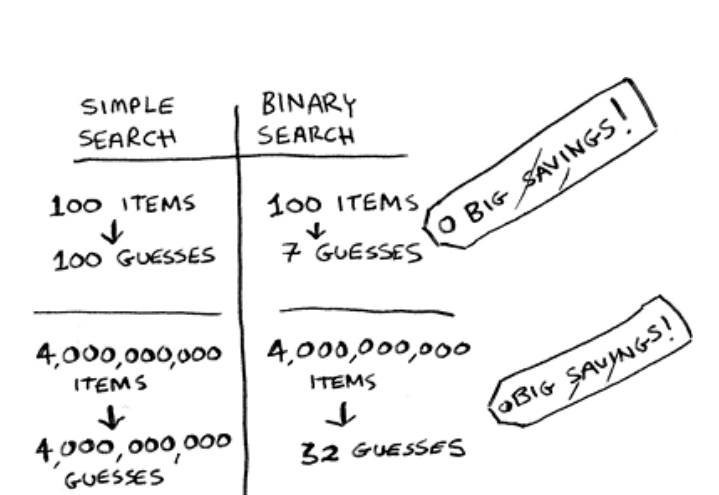 SIMPLE
SEARCH
BINARY
SEARCH
100 ITEMS
↓
100 GUESSES
100 ITEMS
↓
7 GUESSES
BIG SAVINGS!
4,000,000,000
ITEMS
↓
4,000,000,000
GUESSES
4,000,000,000
ITEMS
↓
32 GUESSES
BIG SAVINGS!